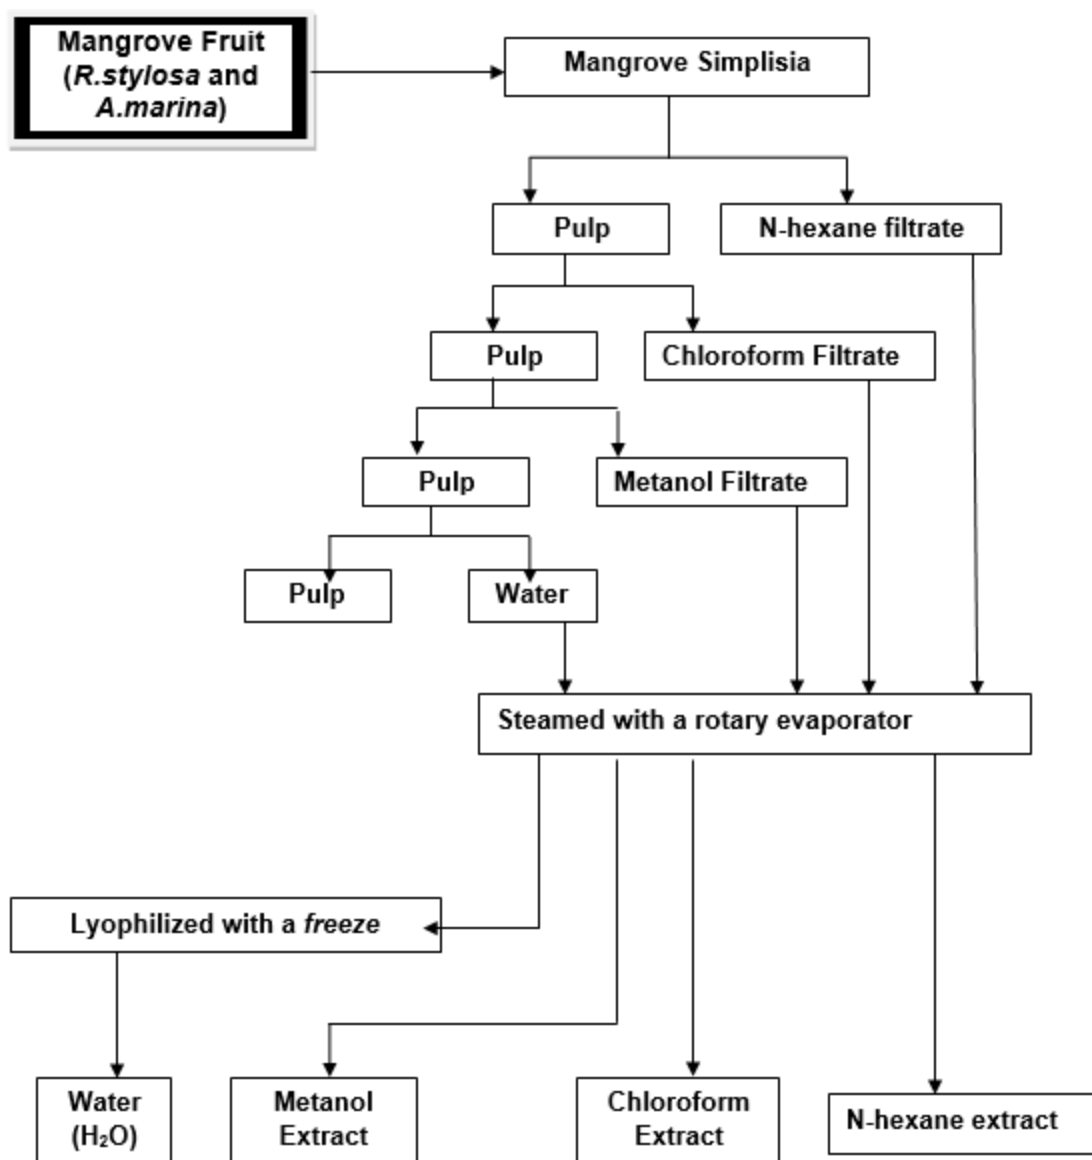 Mangrove Fruit
(R.stylosa and
A.marina)
Mangrove Simplisia
Pulp
N-hexane filtrate
Pulp
Chloroform Filtrate
Pulp
Metanol Filtrate
Pulp
Water
Steamed with a rotary evaporator
Lyophilized with a freeze
Water
(H₂O)
Metanol
Extract
Chloroform
Extract
N-hexane extract